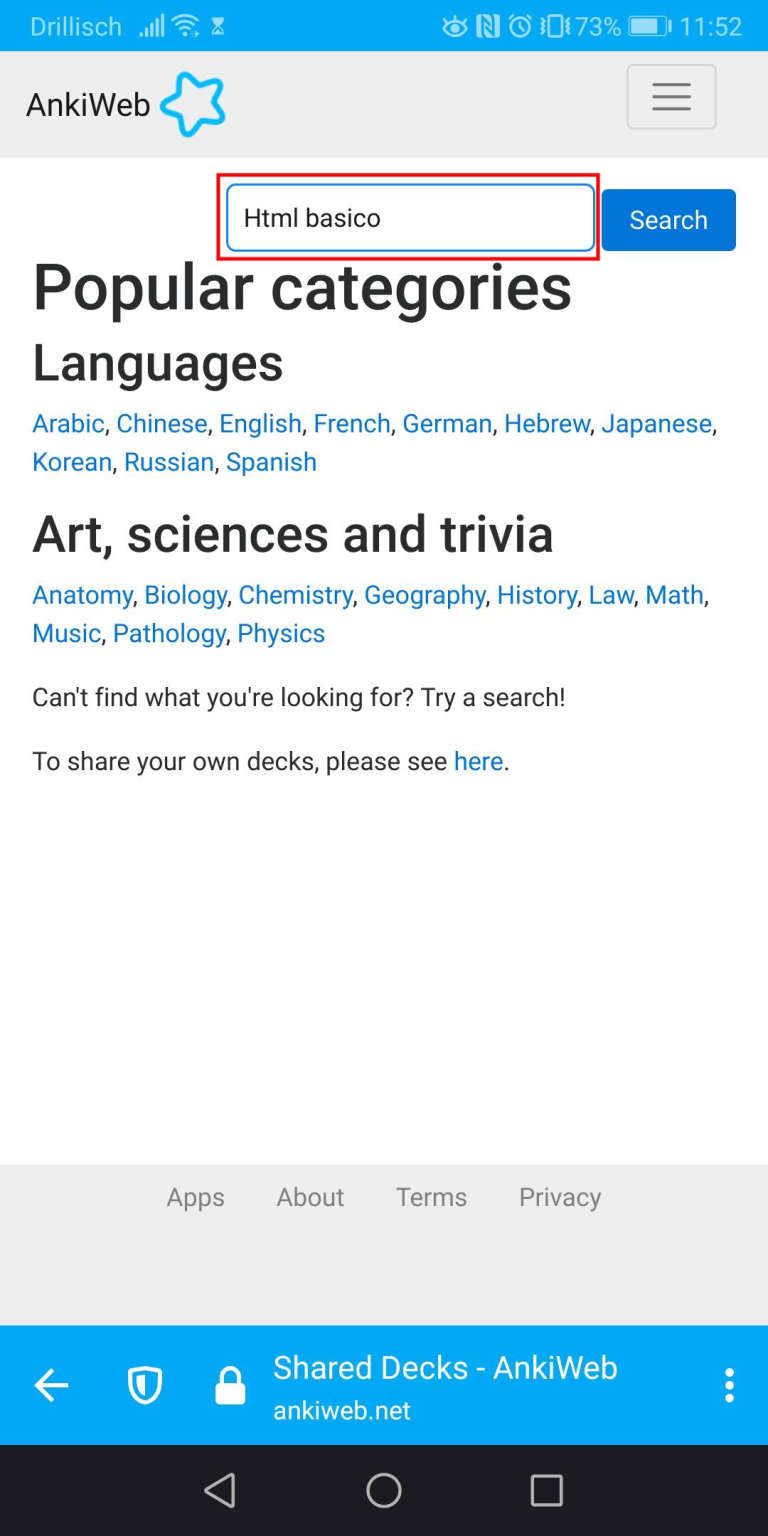 Drillisch 73% 11:52
AnkiWeb
Html basico Search
Popular categories
Languages
Arabic, Chinese, English, French, German, Hebrew, Japanese,
Korean, Russian, Spanish
Art, sciences and trivia
Anatomy, Biology, Chemistry, Geography, History, Law, Math,
Music, Pathology, Physics
Can't find what you're looking for? Try a search!
To share your own decks, please see here.
Apps About Terms Privacy
Shared Decks - AnkiWeb
ankiweb.net